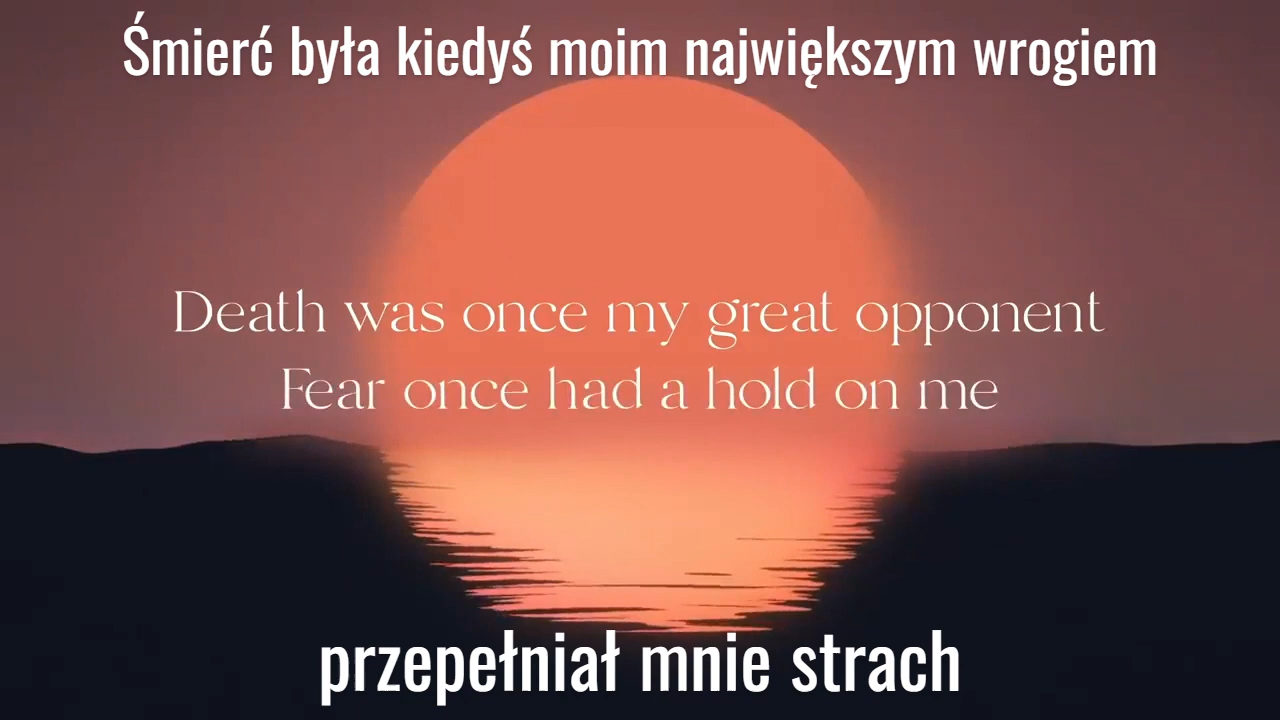 Śmierć była kiedyś moim największym wrogiem
Death was once my great opponent
Fear once had a hold on me
przepełniał mnie strach